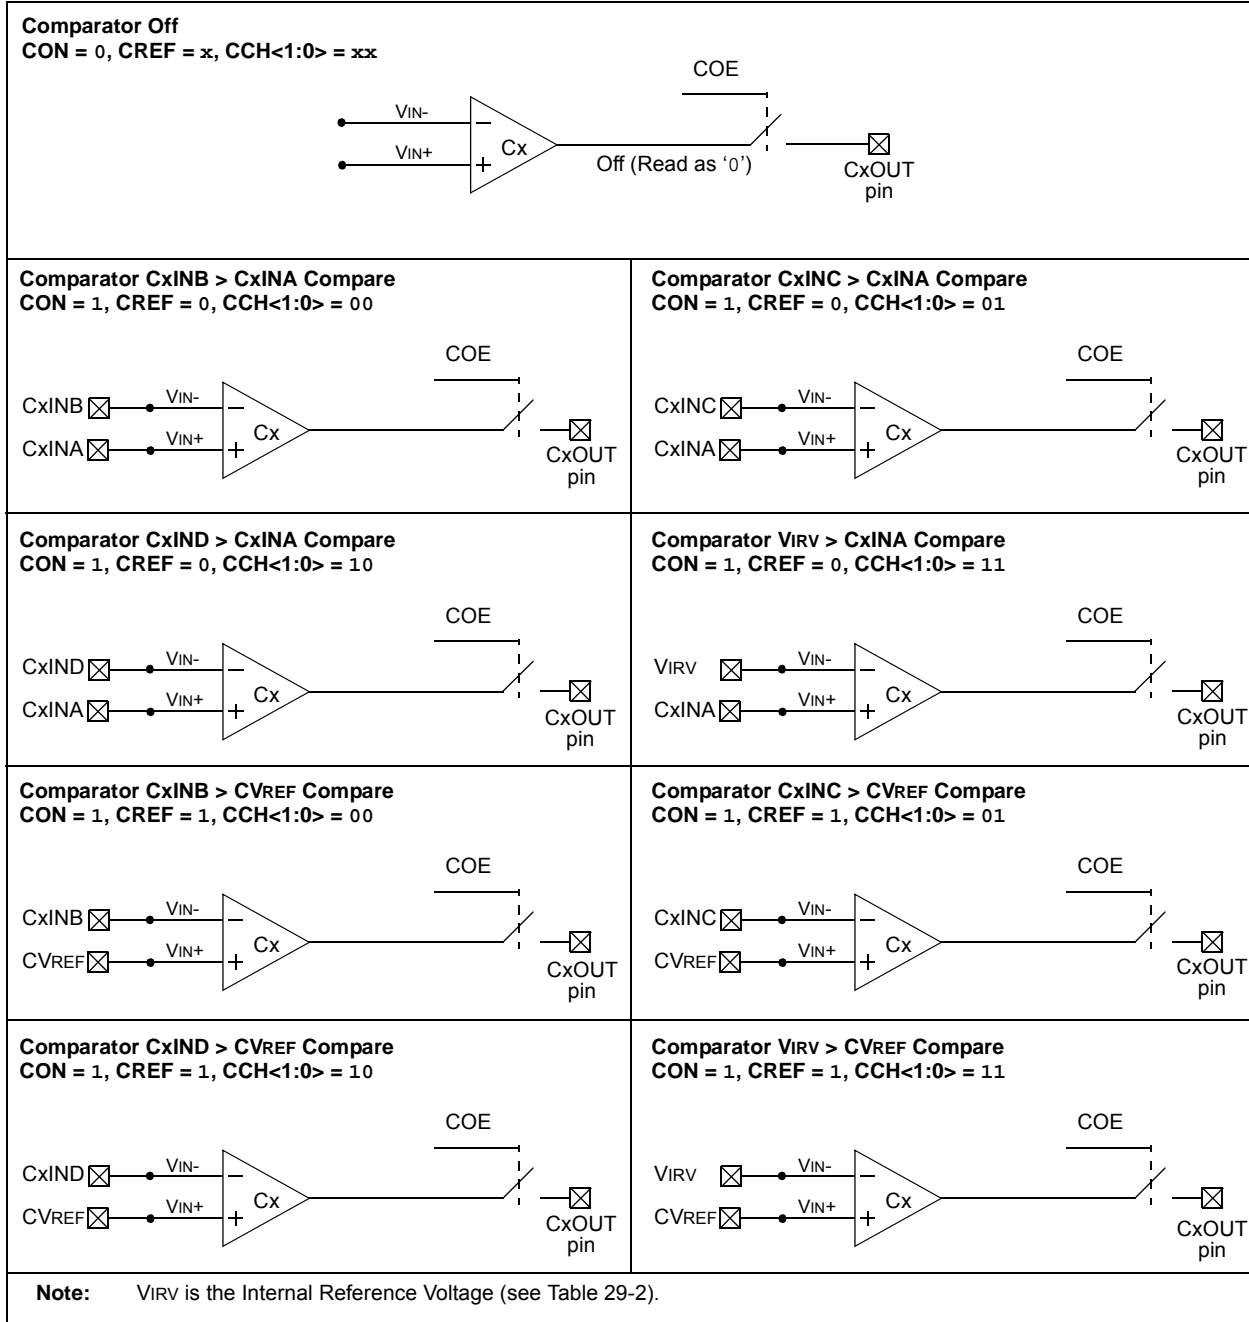 Comparator Off
CON = 0, CREF = x, CCH<1:0> = xx
COE
VIN-
VIN+
–
+
Cx
Off (Read as ‘0’)
CxOUT
pin
Comparator CxINB > CxINA Compare
CON = 1, CREF = 0, CCH<1:0> = 00
COE
CxINB
VIN-
CxINA
VIN+
–
+
Cx
CxOUT
pin
Comparator CxINC > CxINA Compare
CON = 1, CREF = 0, CCH<1:0> = 01
COE
CxINC
VIN-
CxINA
VIN+
–
+
Cx
CxOUT
pin
Comparator CxIND > CxINA Compare
CON = 1, CREF = 0, CCH<1:0> = 10
COE
CxIND
VIN-
CxINA
VIN+
–
+
Cx
CxOUT
pin
Comparator VIRV > CxINA Compare
CON = 1, CREF = 0, CCH<1:0> = 11
COE
VIRV
VIN-
CxINA
VIN+
–
+
Cx
CxOUT
pin
Comparator CxINB > CVREF Compare
CON = 1, CREF = 1, CCH<1:0> = 00
COE
CxINB
VIN-
CVREF
VIN+
–
+
Cx
CxOUT
pin
Comparator CxINC > CVREF Compare
CON = 1, CREF = 1, CCH<1:0> = 01
COE
CxINC
VIN-
CVREF
VIN+
–
+
Cx
CxOUT
pin
Comparator CxIND > CVREF Compare
CON = 1, CREF = 1, CCH<1:0> = 10
COE
CxIND
VIN-
CVREF
VIN+
–
+
Cx
CxOUT
pin
Comparator VIRV > CVREF Compare
CON = 1, CREF = 1, CCH<1:0> = 11
COE
VIRV
VIN-
CVREF
VIN+
–
+
Cx
CxOUT
pin
Note: VIRV is the Internal Reference Voltage (see Table 29-2).